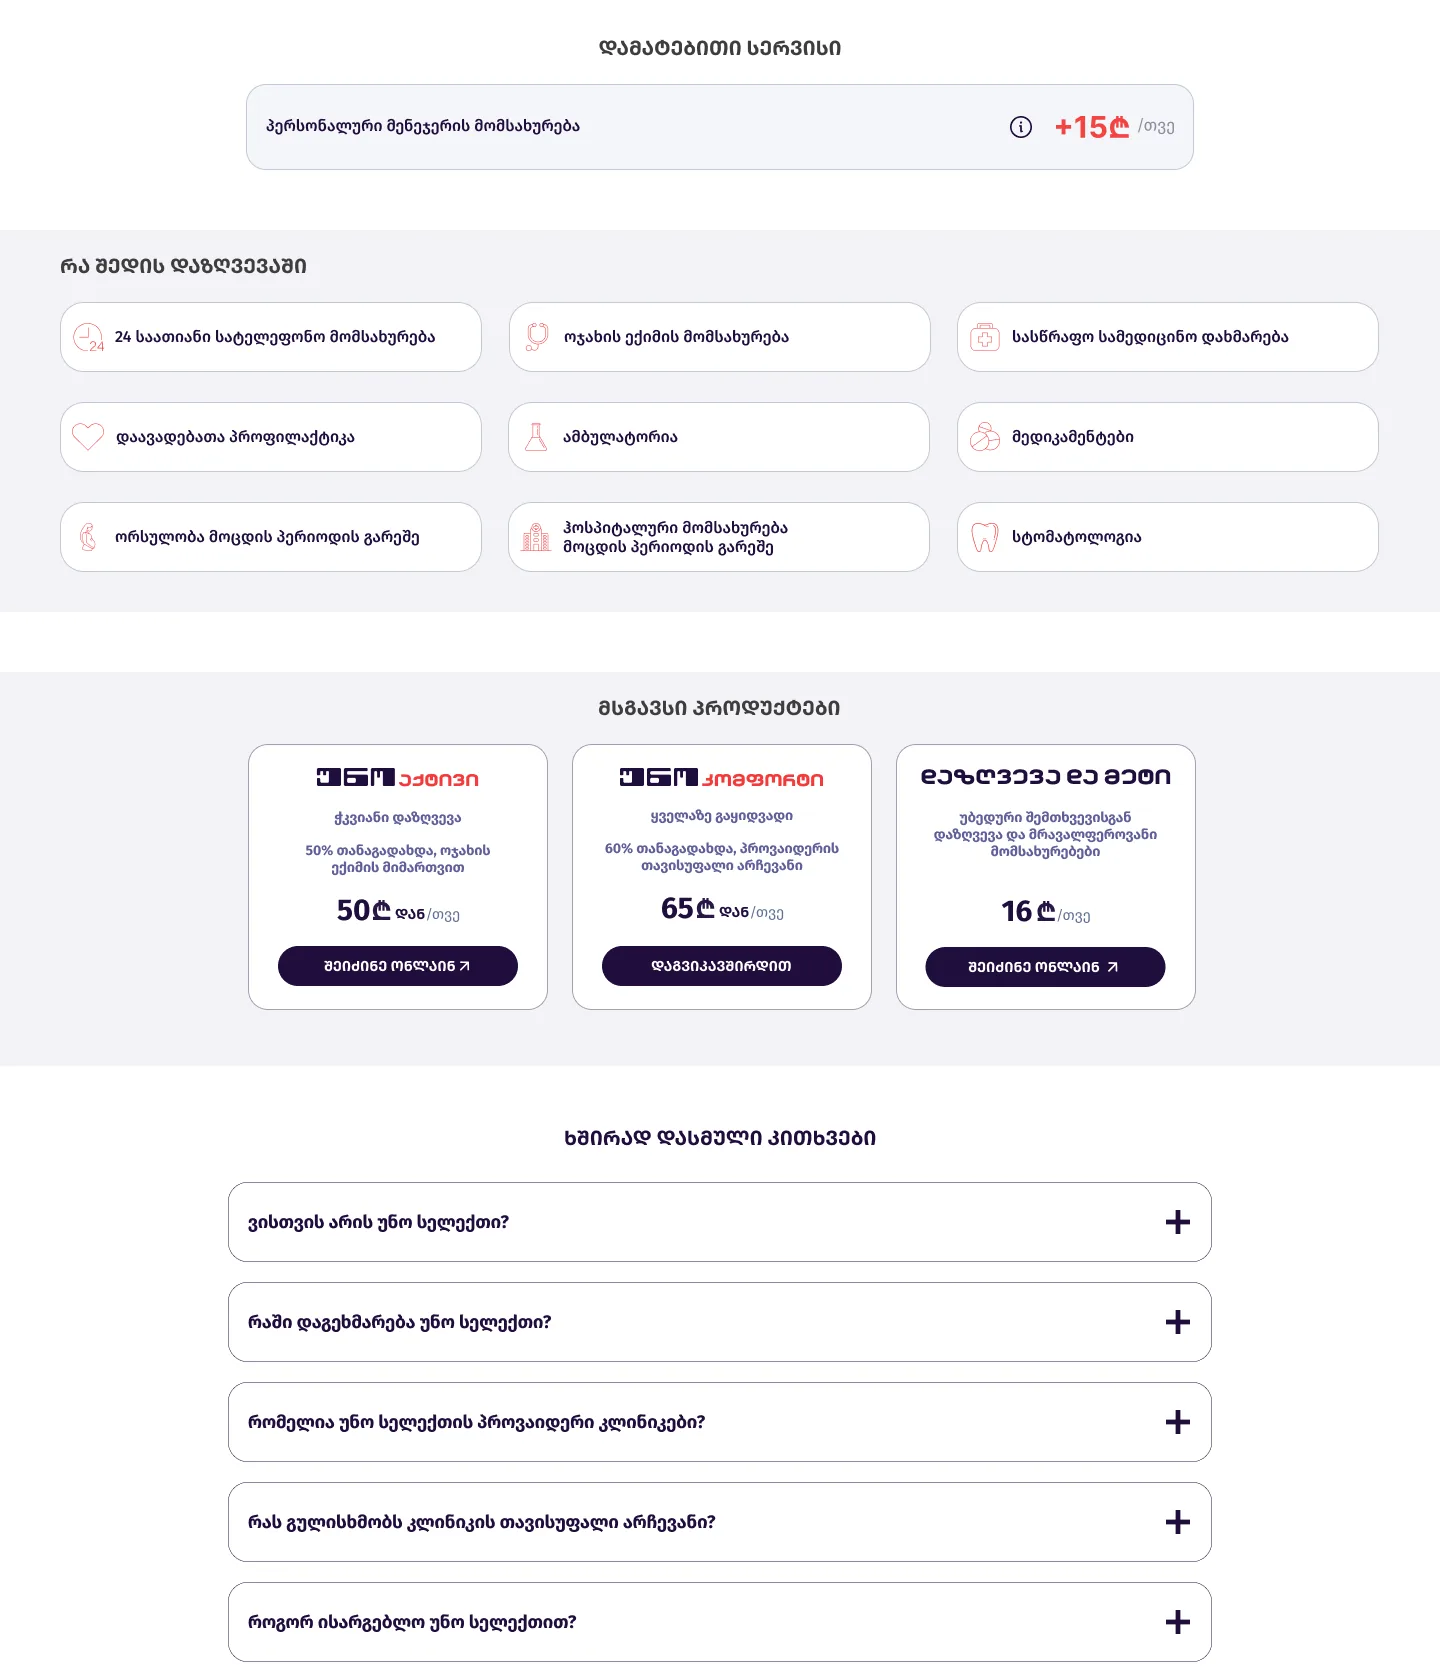 დამატებითი სერვისი
პერსონალური მენეჯერის მომსახურება
+15₾ /თვე
რა შედის დაზღვევაში
24 საათიანი სატელეფონო მომსახურება
ოჯახის ექიმის მომსახურება
სასწრაფო სამედიცინო დახმარება
დაავადებათა პროფილაქტიკა
ამბულატორია
მედიკამენტები
ორსულობა მოცდის პერიოდის გარეშე
ჰოსპიტალური მომსახურება
მოცდის პერიოდის გარეშე
სტომატოლოგია
მსგავსი პროდუქტები
უნო აქტივი
ჭკვიანი დაზღვევა
50% თანაგადახდა, ოჯახის
ექიმის მიმართვით
50₾ დან/თვე
შეიძინე ონლაინ
უნო კომფორტი
ყველაზე გაყიდვადი
60% თანაგადახდა, პროვაიდერის
თავისუფალი არჩევანი
65₾ დან/თვე
დაგვიკავშირდით
დაზღვევა და მეტი
უბედური შემთხვევისგან
დაზღვევა და მრავალფეროვანი
მომსახურებები
16 ₾/თვე
შეიძინე ონლაინ
ხშირად დასმული კითხვები
ვისთვის არის უნო სელექთი?
რაში დაგეხმარება უნო სელექთი?
რომელია უნო სელექთის პროვაიდერი კლინიკები?
რას გულისხმობს კლინიკის თავისუფალი არჩევანი?
როგორ ისარგებლო უნო სელექთით?